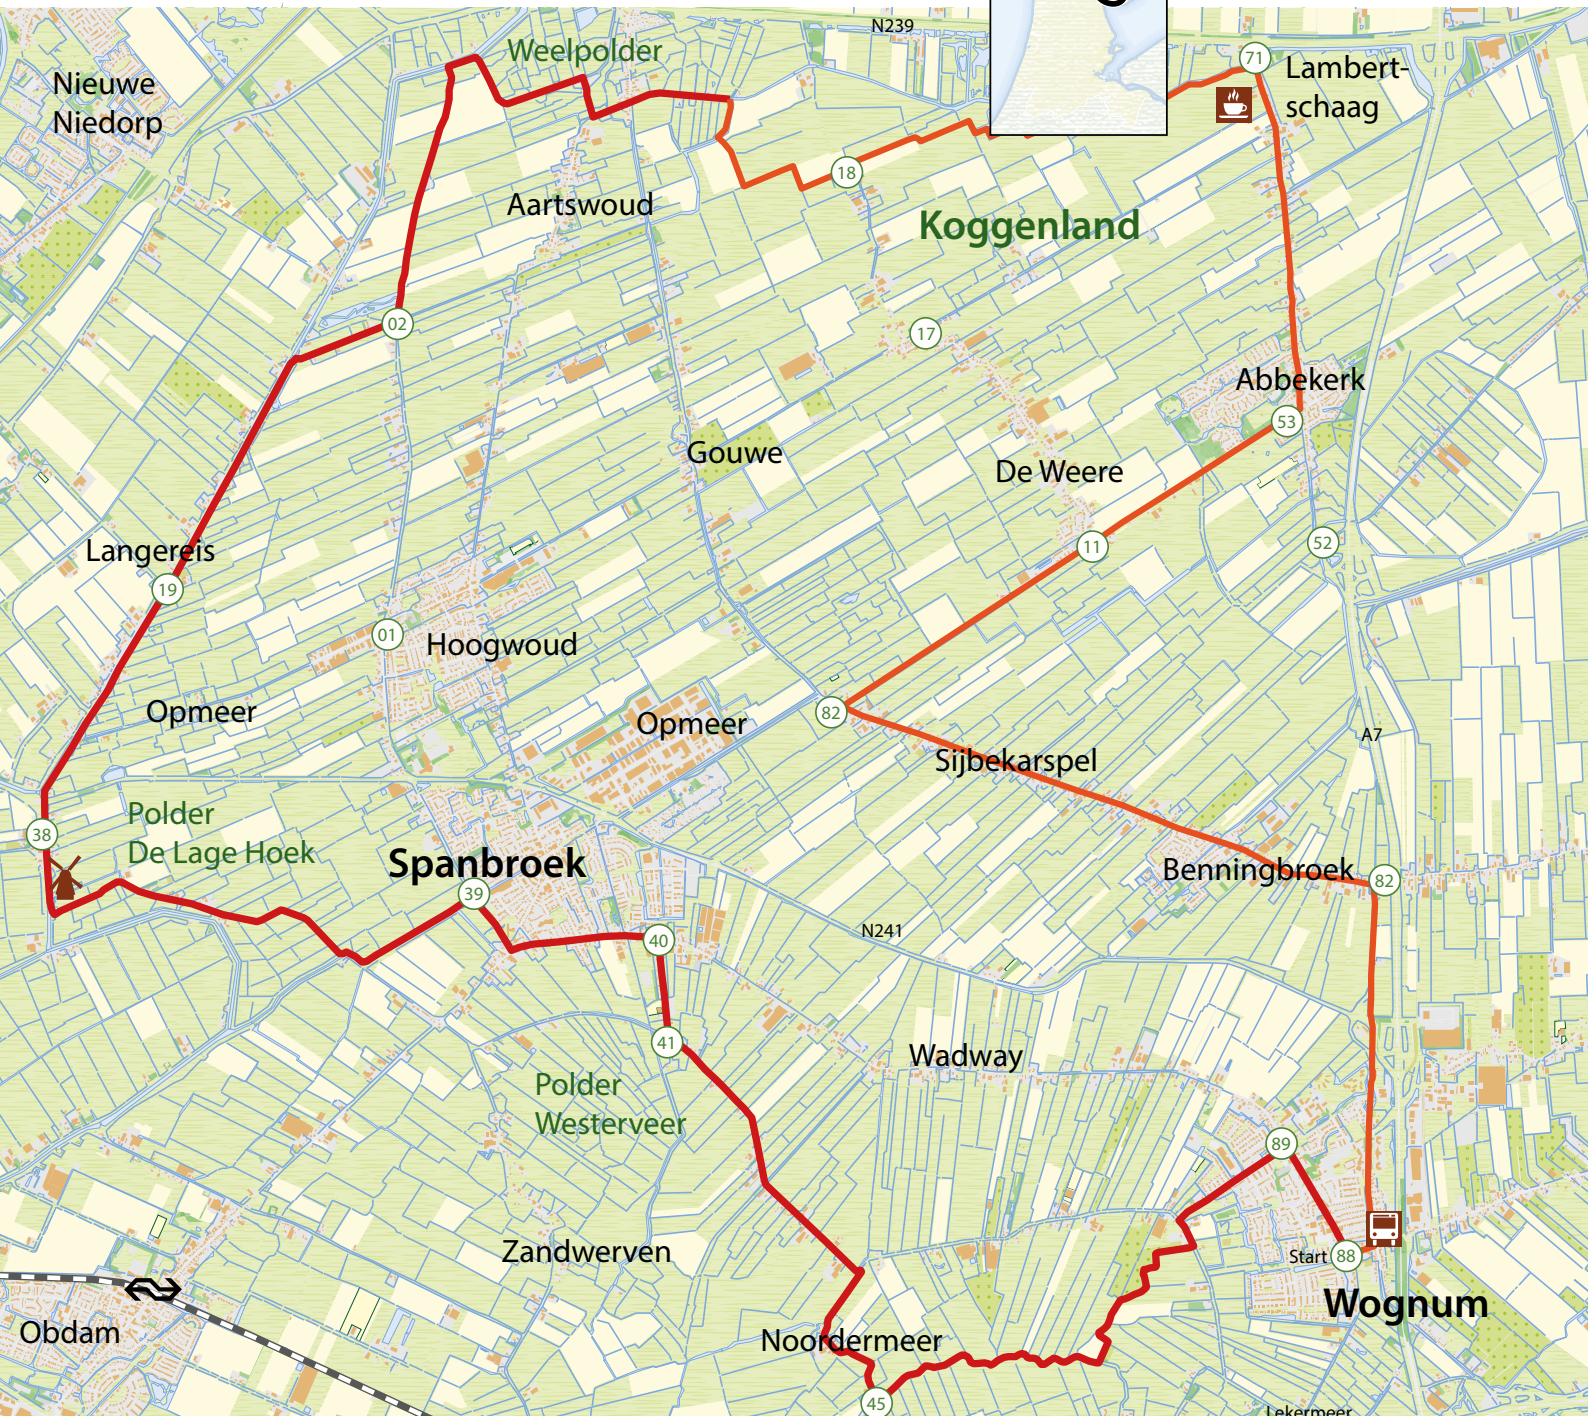 N239
Weelpolder
71
Lambert-
schaag
Nieuwe
Niedorp
18
Aartswoud
Koggenland
02
17
Abbekerk
53
Gouwe
De Weere
Langereis
11
52
19
01
Hoogwoud
Opmeer
Opmeer
82
A7
Sijbekarspel
Polder
De Lage Hoek
38
Spanbroek
39
Benningbroek
82
N241
40
41
Wadway
Polder
Westerveer
89
Zandwerven
Start
88
Wognum
Obdam
Noordermeer
45
Lekermeer